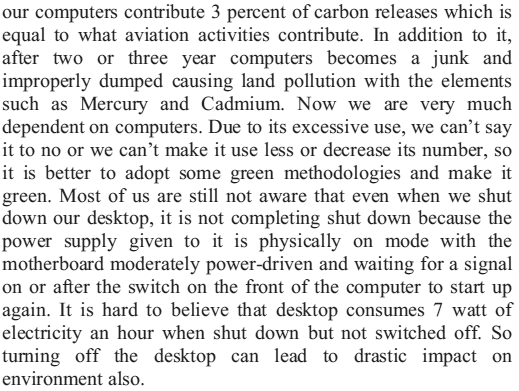 our computers contribute 3 percent of carbon releases which is
equal to what aviation activities contribute. In addition to it,
after two or three year computers becomes a junk and
improperly dumped causing land pollution with the elements
such as Mercury and Cadmium. Now we are very much
dependent on computers. Due to its excessive use, we can't say
it to no or we can't make it use less or decrease its number, so
it is better to adopt some green methodologies and make it
green. Most of us are still not aware that even when we shut
down our desktop, it is not completing shut down because the
power supply given to it is physically on mode with the
motherboard moderately power-driven and waiting for a signal
on or after the switch on the front of the computer to start up
again. It is hard to believe that desktop consumes 7 watt of
electricity an hour when shut down but not switched off. So
turning off the desktop can lead to drastic impact on
environment also.